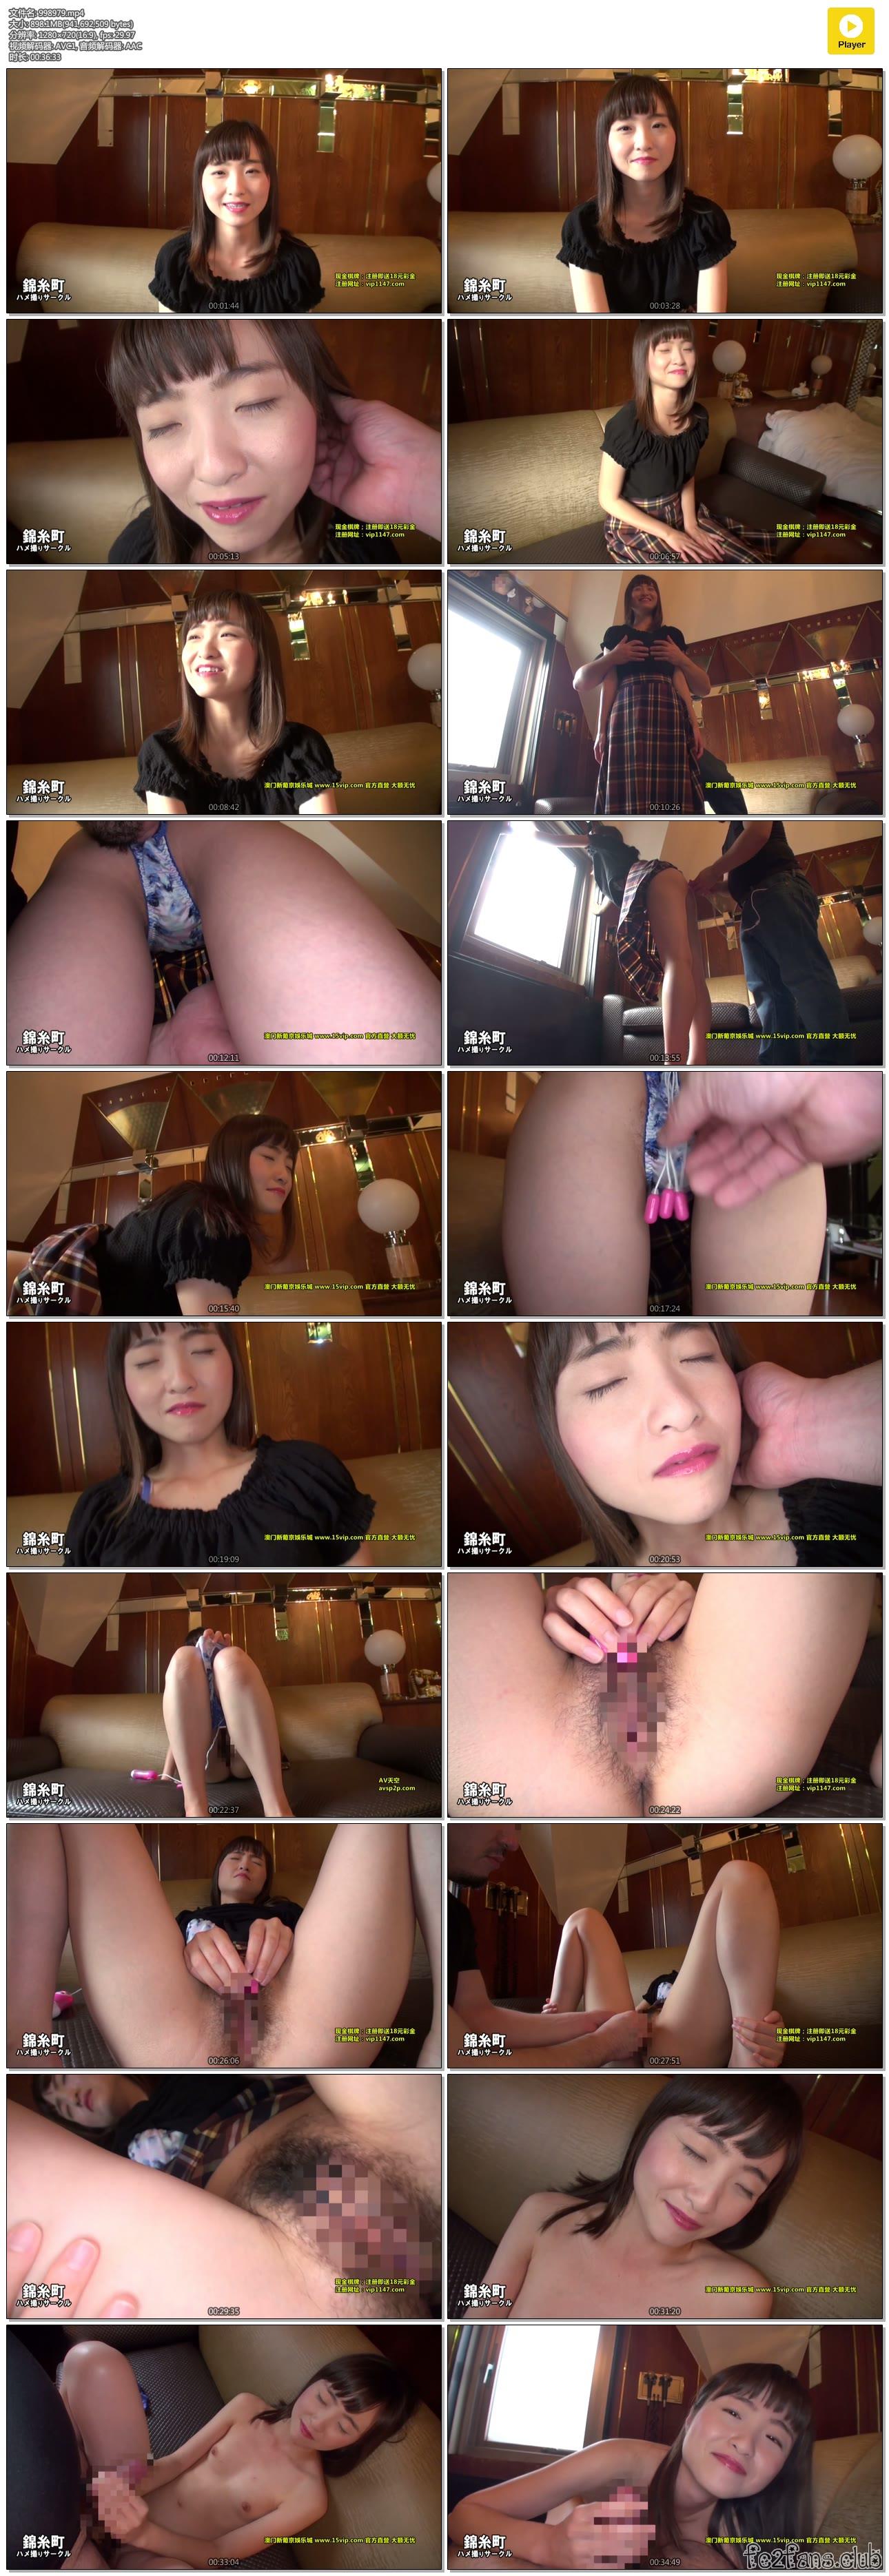 文件名: 998979.mp4
大小: 898.1MB(941,692,509 bytes)
分辨率: 1280×720(16:9), fps: 29.97
视频解码器: AVC1, 音频解码器: AAC
时长: 00:36:33
Player
錦糸町
ハメ撮りサークル
现金棋牌；注册即送18元彩金
注册网址：vip1147.com
00:01:44
錦糸町
ハメ撮りサークル
现金棋牌；注册即送18元彩金
注册网址：vip1147.com
00:03:28
錦糸町
ハメ撮りサークル
现金棋牌；注册即送18元彩金
注册网址：vip1147.com
00:05:13
錦糸町
ハメ撮りサークル
现金棋牌；注册即送18元彩金
注册网址：vip1147.com
00:06:57
錦糸町
ハメ撮りサークル
澳门新葡京娱乐城 www.15vip.com 官方直营 大额无忧
00:08:42
錦糸町
ハメ撮りサークル
澳门新葡京娱乐城 www.15vip.com 官方直营 大额无忧
00:10:26
錦糸町
ハメ撮りサークル
澳门新葡京娱乐城 www.15vip.com 官方直营 大额无忧
00:12:11
錦糸町
ハメ撮りサークル
澳门新葡京娱乐城 www.15vip.com 官方直营 大额无忧
00:13:55
錦糸町
ハメ撮りサークル
澳门新葡京娱乐城 www.15vip.com 官方直营 大额无忧
00:15:40
錦糸町
ハメ撮りサークル
澳门新葡京娱乐城 www.15vip.com 官方直营 大额无忧
00:17:24
錦糸町
ハメ撮りサークル
澳门新葡京娱乐城 www.15vip.com 官方直营 大额无忧
00:19:09
錦糸町
ハメ撮りサークル
澳门新葡京娱乐城 www.15vip.com 官方直营 大额无忧
00:20:53
錦糸町
ハメ撮りサークル
AV天空
avsp2p.com
00:22:37
錦糸町
ハメ撮りサークル
现金棋牌；注册即送18元彩金
注册网址：vip1147.com
00:24:22
錦糸町
ハメ撮りサークル
现金棋牌；注册即送18元彩金
注册网址：vip1147.com
00:26:06
錦糸町
ハメ撮りサークル
现金棋牌；注册即送18元彩金
注册网址：vip1147.com
00:27:51
錦糸町
ハメ撮りサークル
现金棋牌；注册即送18元彩金
注册网址：vip1147.com
00:29:35
錦糸町
ハメ撮りサークル
澳门新葡京娱乐城 www.15vip.com 官方直营 大额无忧
00:31:20
錦糸町
ハメ撮りサークル
澳门新葡京娱乐城 www.15vip.com 官方直营 大额无忧
00:33:04
錦糸町
ハメ撮りサークル
澳门新葡京娱乐城 www.15vip.com 官方直营 大额无忧
00:34:49
fc2fans.club